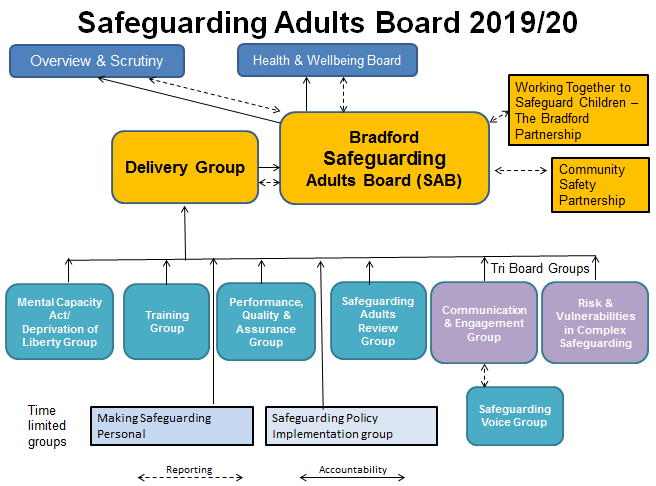 Safeguarding Adults Board 2019/20
Overview & Scrutiny
Health & Wellbeing Board
Working Together to
Safeguard Children –
The Bradford
Partnership
Bradford
Safeguarding
Adults Board (SAB)
Delivery Group
Community
Safety
Partnership
Tri Board Groups
Mental Capacity
Act/
Deprivation of
Liberty Group
Training
Group
Performance,
Quality &
Assurance
Group
Safeguarding
Adults
Review
Group
Communication
& Engagement
Group
Risk &
Vulnerabilities
in Complex
Safeguarding
Time
limited
groups
Making Safeguarding
Personal
Safeguarding Policy
Implementation group
Safeguarding
Voice Group
Reporting
Accountability